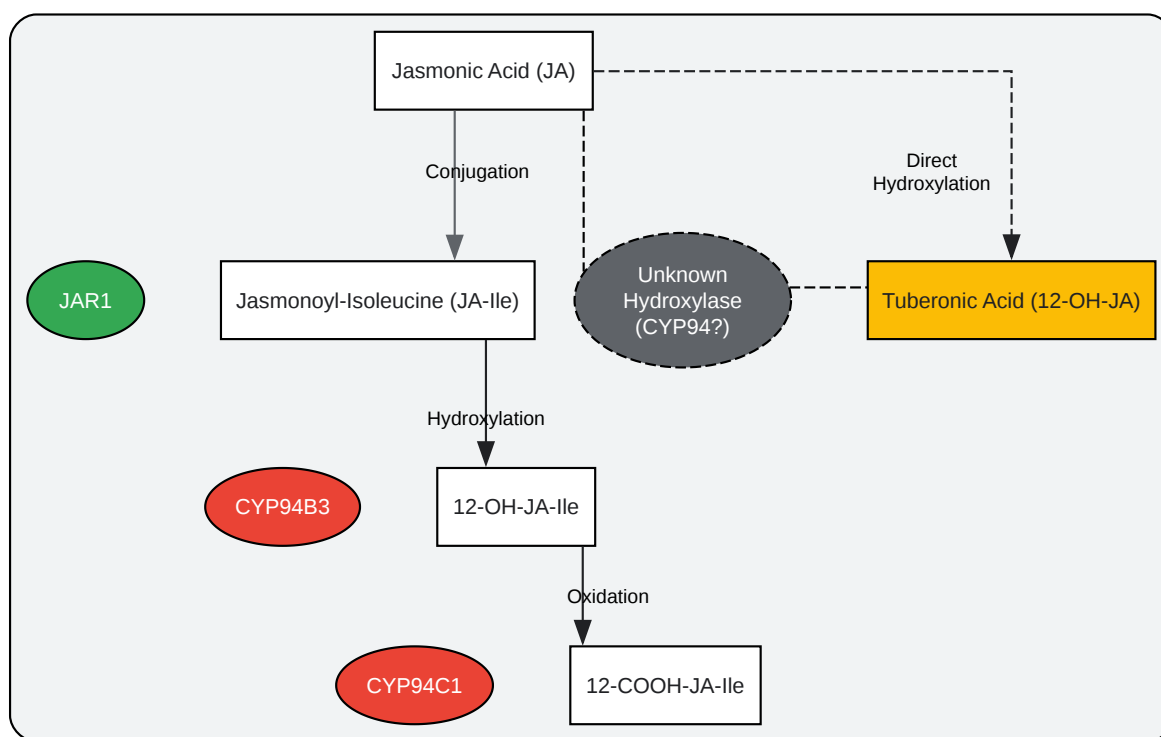 Jasmonic Acid (JA)
Conjugation
Direct
Hydroxylation
JAR1
Jasmonoyl-Isoleucine (JA-Ile)
Unknown
Hydroxylase
(CYP94?)
Tuberonic Acid (12-OH-JA)
Hydroxylation
CYP94B3
12-OH-JA-Ile
Oxidation
CYP94C1
12-COOH-JA-Ile